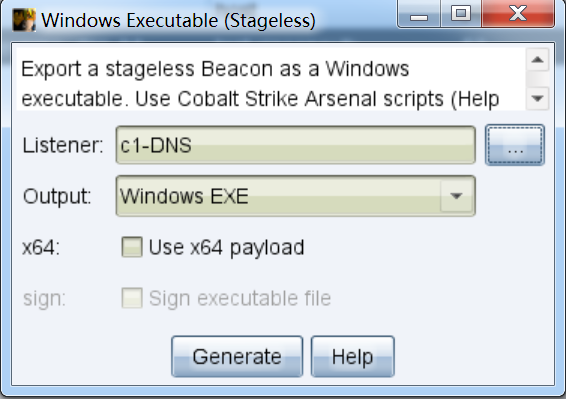 Windows Executable (Stageless)
Export a stageless Beacon as a Windows
executable. Use Cobalt Strike Arsenal scripts (Help
Listener: c1-DNS ...
Output: Windows EXE
x64: Use x64 payload
sign: Sign executable file
Generate Help